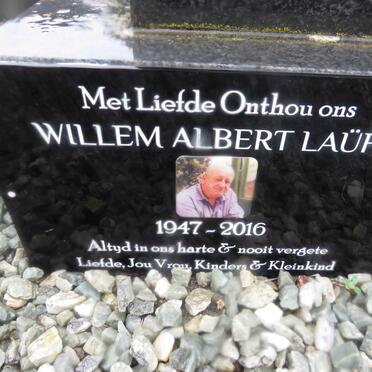 Met Liefde Onthou ons
WILLEM ALBERT
1947 ~ 2016
Altyd in ons harte & nooit vergete
Liefde, Jou Vrou, Kinders & Kleinkind